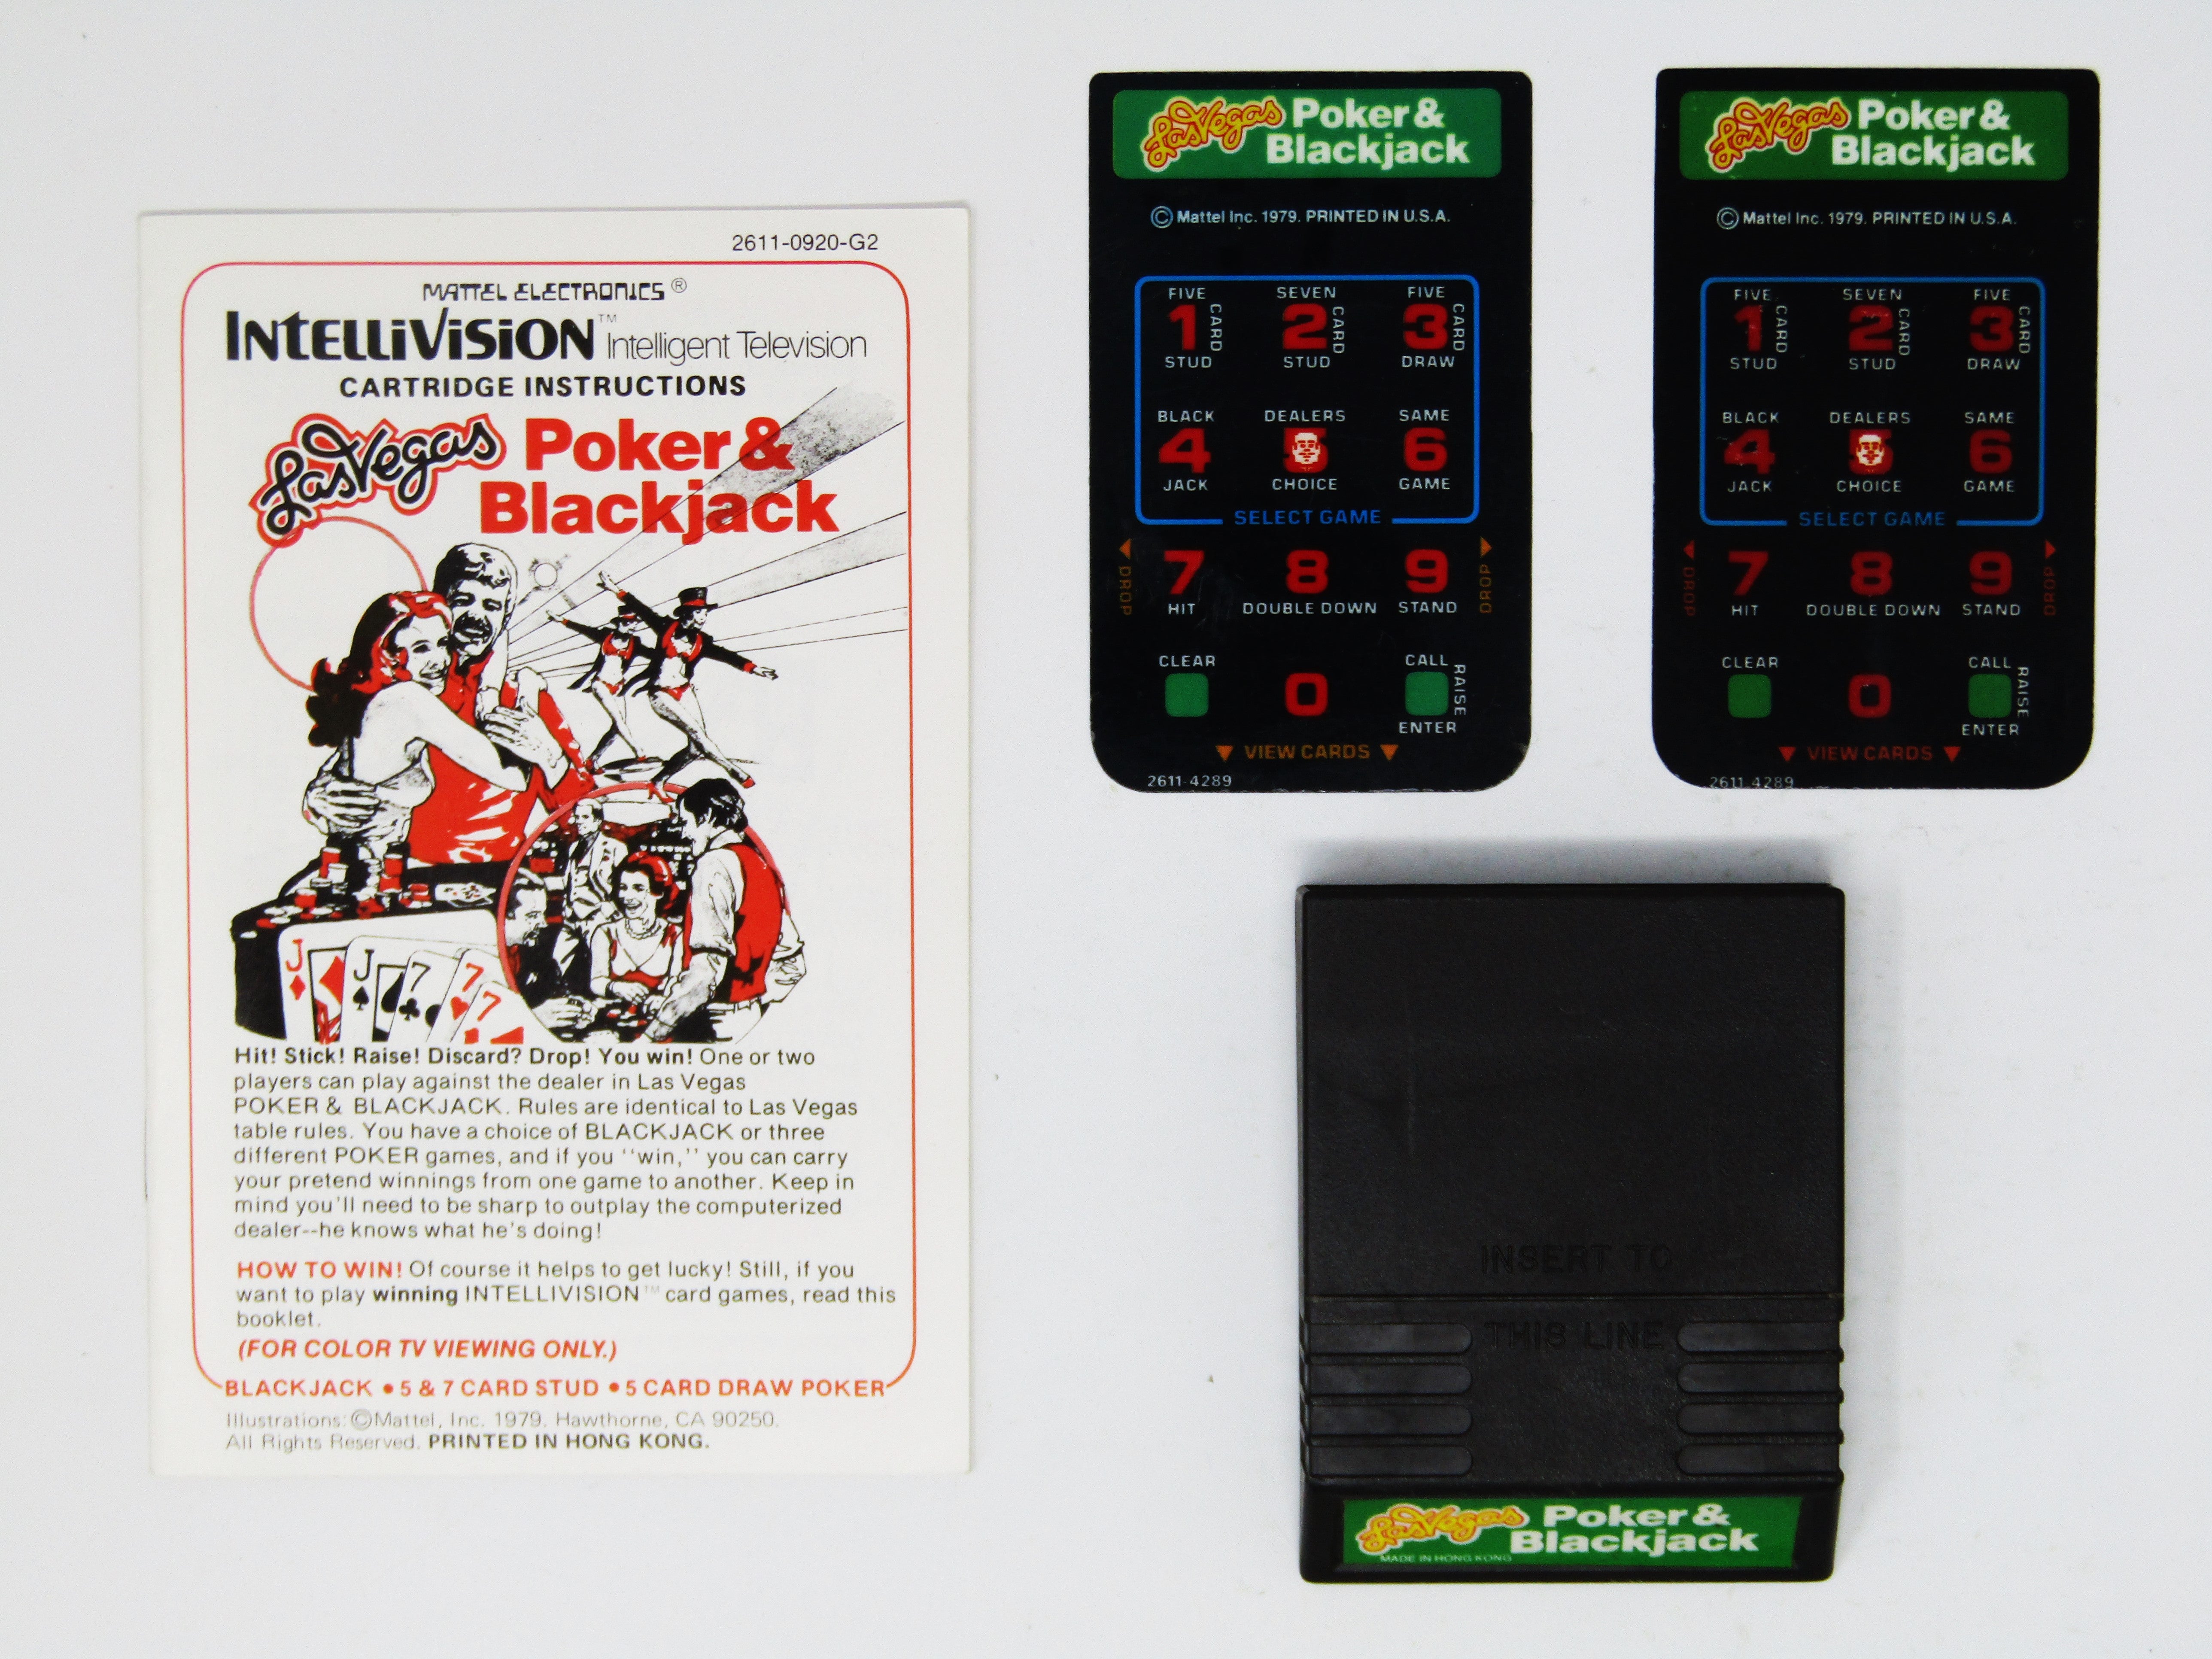 2611-0920-G2
MATTEL ELECTRONICS®
INTELLIVISION™ Intelligent Television
CARTRIDGE INSTRUCTIONS
Las Vegas Poker &
Blackjack
J J 7 7 7
Hit! Stick! Raise! Discard? Drop! You win! One or two
players can play against the dealer in Las Vegas
POKER & BLACKJACK. Rules are identical to Las Vegas
table rules. You have a choice of BLACKJACK or three
different POKER games, and if you ''win,'' you can carry
your pretend winnings from one game to another. Keep in
mind you'll need to be sharp to outplay the computerized
dealer--he knows what he's doing!
HOW TO WIN! Of course it helps to get lucky! Still, if you
want to play winning INTELLIVISION™ card games, read this
booklet.
(FOR COLOR TV VIEWING ONLY.)
BLACKJACK • 5 & 7 CARD STUD • 5 CARD DRAW POKER
Illustrations: ©Mattel, Inc. 1979. Hawthorne, CA 90250.
All Rights Reserved. PRINTED IN HONG KONG.
Las Vegas Poker &
Blackjack
© Mattel Inc. 1979. PRINTED IN U.S.A.
FIVE SEVEN FIVE
1 CARD 2 CARD 3 CARD
STUD STUD DRAW
BLACK DEALERS SAME
4 5 6
JACK CHOICE GAME
SELECT GAME
DROP 7 8 9 DROP
HIT DOUBLE DOWN STAND
CLEAR CALL
0 RAISE
ENTER
VIEW CARDS
2611-4289
Las Vegas Poker &
Blackjack
© Mattel Inc. 1979. PRINTED IN U.S.A.
FIVE SEVEN FIVE
1 CARD 2 CARD 3 CARD
STUD STUD DRAW
BLACK DEALERS SAME
4 5 6
JACK CHOICE GAME
SELECT GAME
DROP 7 8 9 DROP
HIT DOUBLE DOWN STAND
CLEAR CALL
0 RAISE
ENTER
VIEW CARDS
2611-4289
INSERT TO
THIS LINE
Las Vegas Poker &
Blackjack
MADE IN HONG KONG